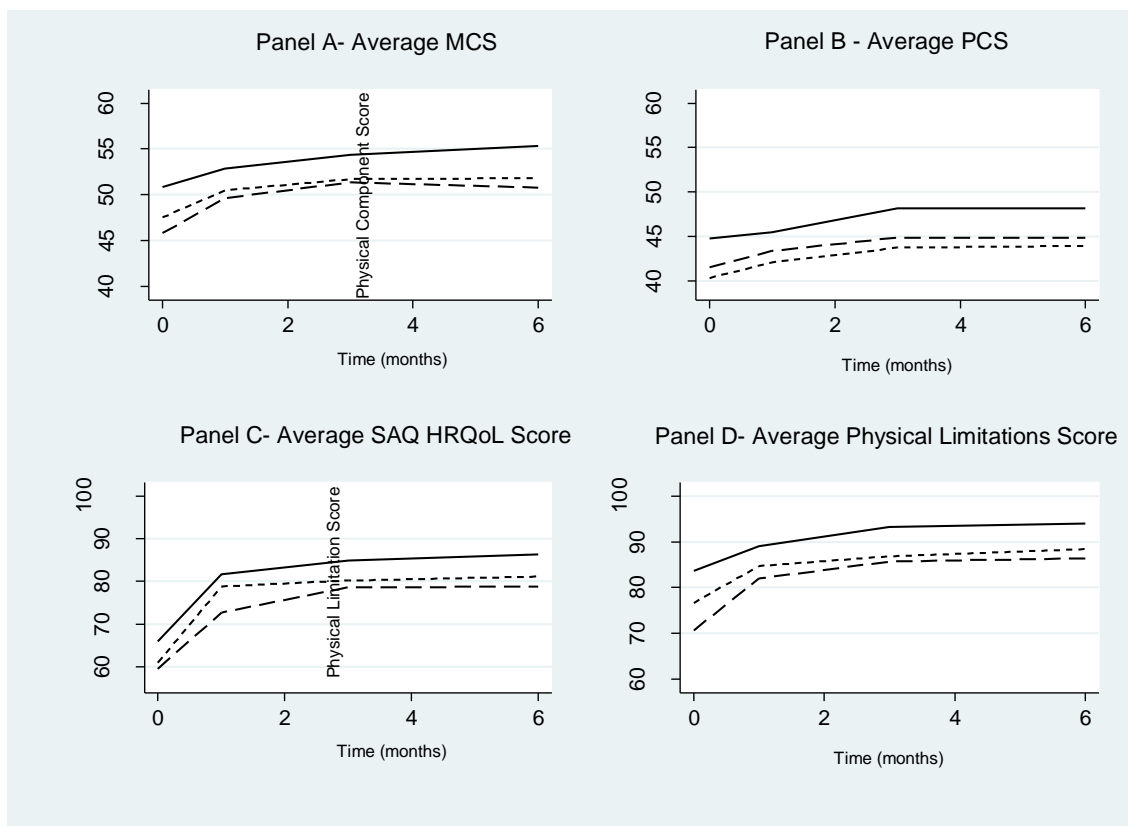 Panel A- Average MCS
60
55
50
45
40
Physical Component Score
0 2 4 6
Time (months)
Panel B - Average PCS
60
55
50
45
40
0 2 4 6
Time (months)
Panel C- Average SAQ HRQoL Score
100
90
80
70
60
Physical Limitation Score
0 2 4 6
Time (months)
Panel D- Average Physical Limitations Score
100
90
80
70
60
0 2 4 6
Time (months)